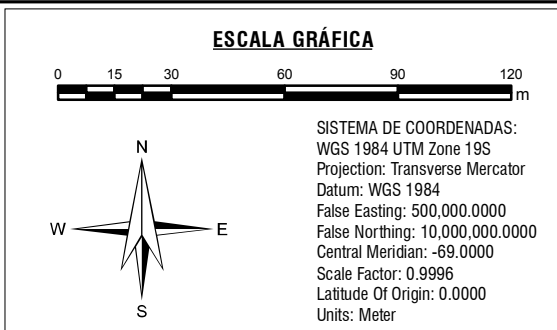 ESCALA GRÁFICA
0 15 30 60 90 120
m
SISTEMA DE COORDENADAS:
WGS 1984 UTM Zone 19S
Projection: Transverse Mercator
Datum: WGS 1984
False Easting: 500,000.0000
False Northing: 10,000,000.0000
Central Meridian: -69.0000
Scale Factor: 0.9996
Latitude Of Origin: 0.0000
Units: Meter
N
W E
S